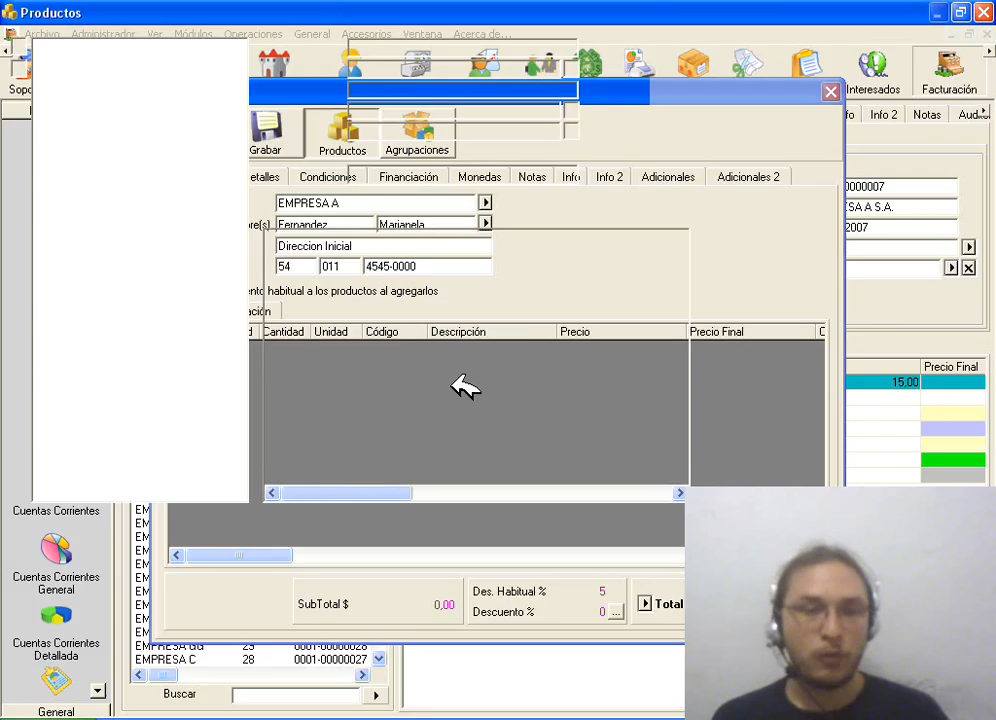 Productos
Archivo Administrador Ver Módulos Operaciones General Accesorios Ventana Acerca de...
Interesados
Facturación
Grabar
Productos
Agrupaciones
Info 2
Notas
Condiciones
Financiación
Monedas
Notas
Info 2
Adicionales
Adicionales 2
EMPRESA A
Fernandez
Marianela
Direccion Inicial
54
011
4545-0000
habitual a los productos al agregarlos
Cantidad
Unidad
Código
Descripción
Precio
Precio Final
Precio Final
15,00
2007
Cuentas Corrientes
Cuentas Corrientes
General
Cuentas Corrientes
Detallada
General
SubTotal $
0,00
Des. Habitual %
5
Descuento %
0
...
Total
EMPRESA C
28
0001-00000027
Buscar